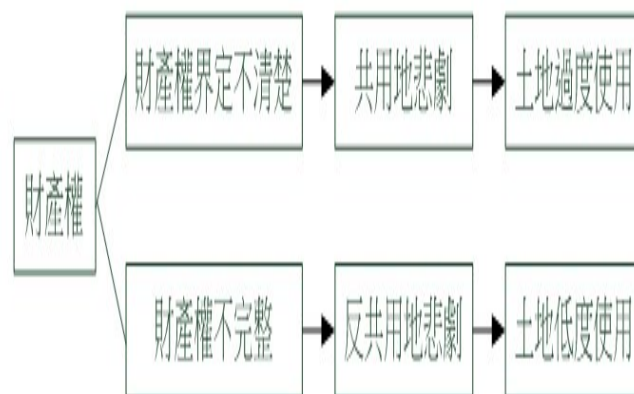 財產權
財產權界定不清楚
共用地悲劇
土地過度使用
財產權不完整
反共用地悲劇
土地低度使用